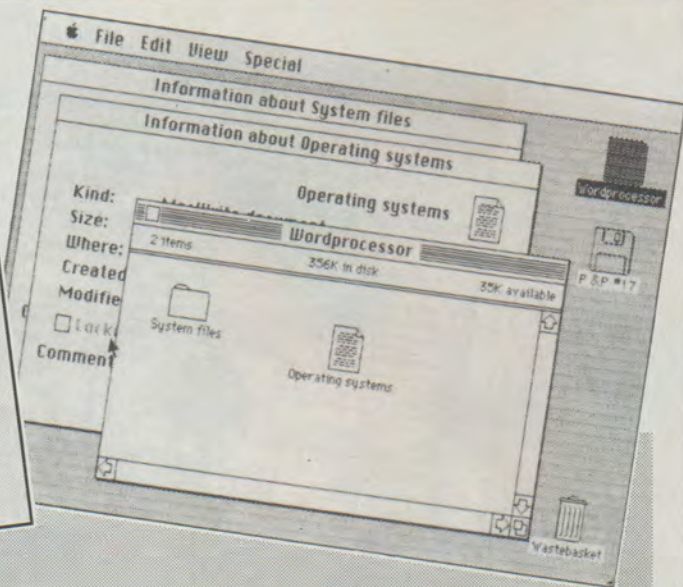 File Edit View Special
Information about System files
Information about Operating systems
Operating systems
Kind:
Size:
Where:
Created
Modifie
Comment
Wordprocessor
2 items
356K in disk
35K available
System files
Operating systems
Wordprocessor
P &P #17
Wastebasket